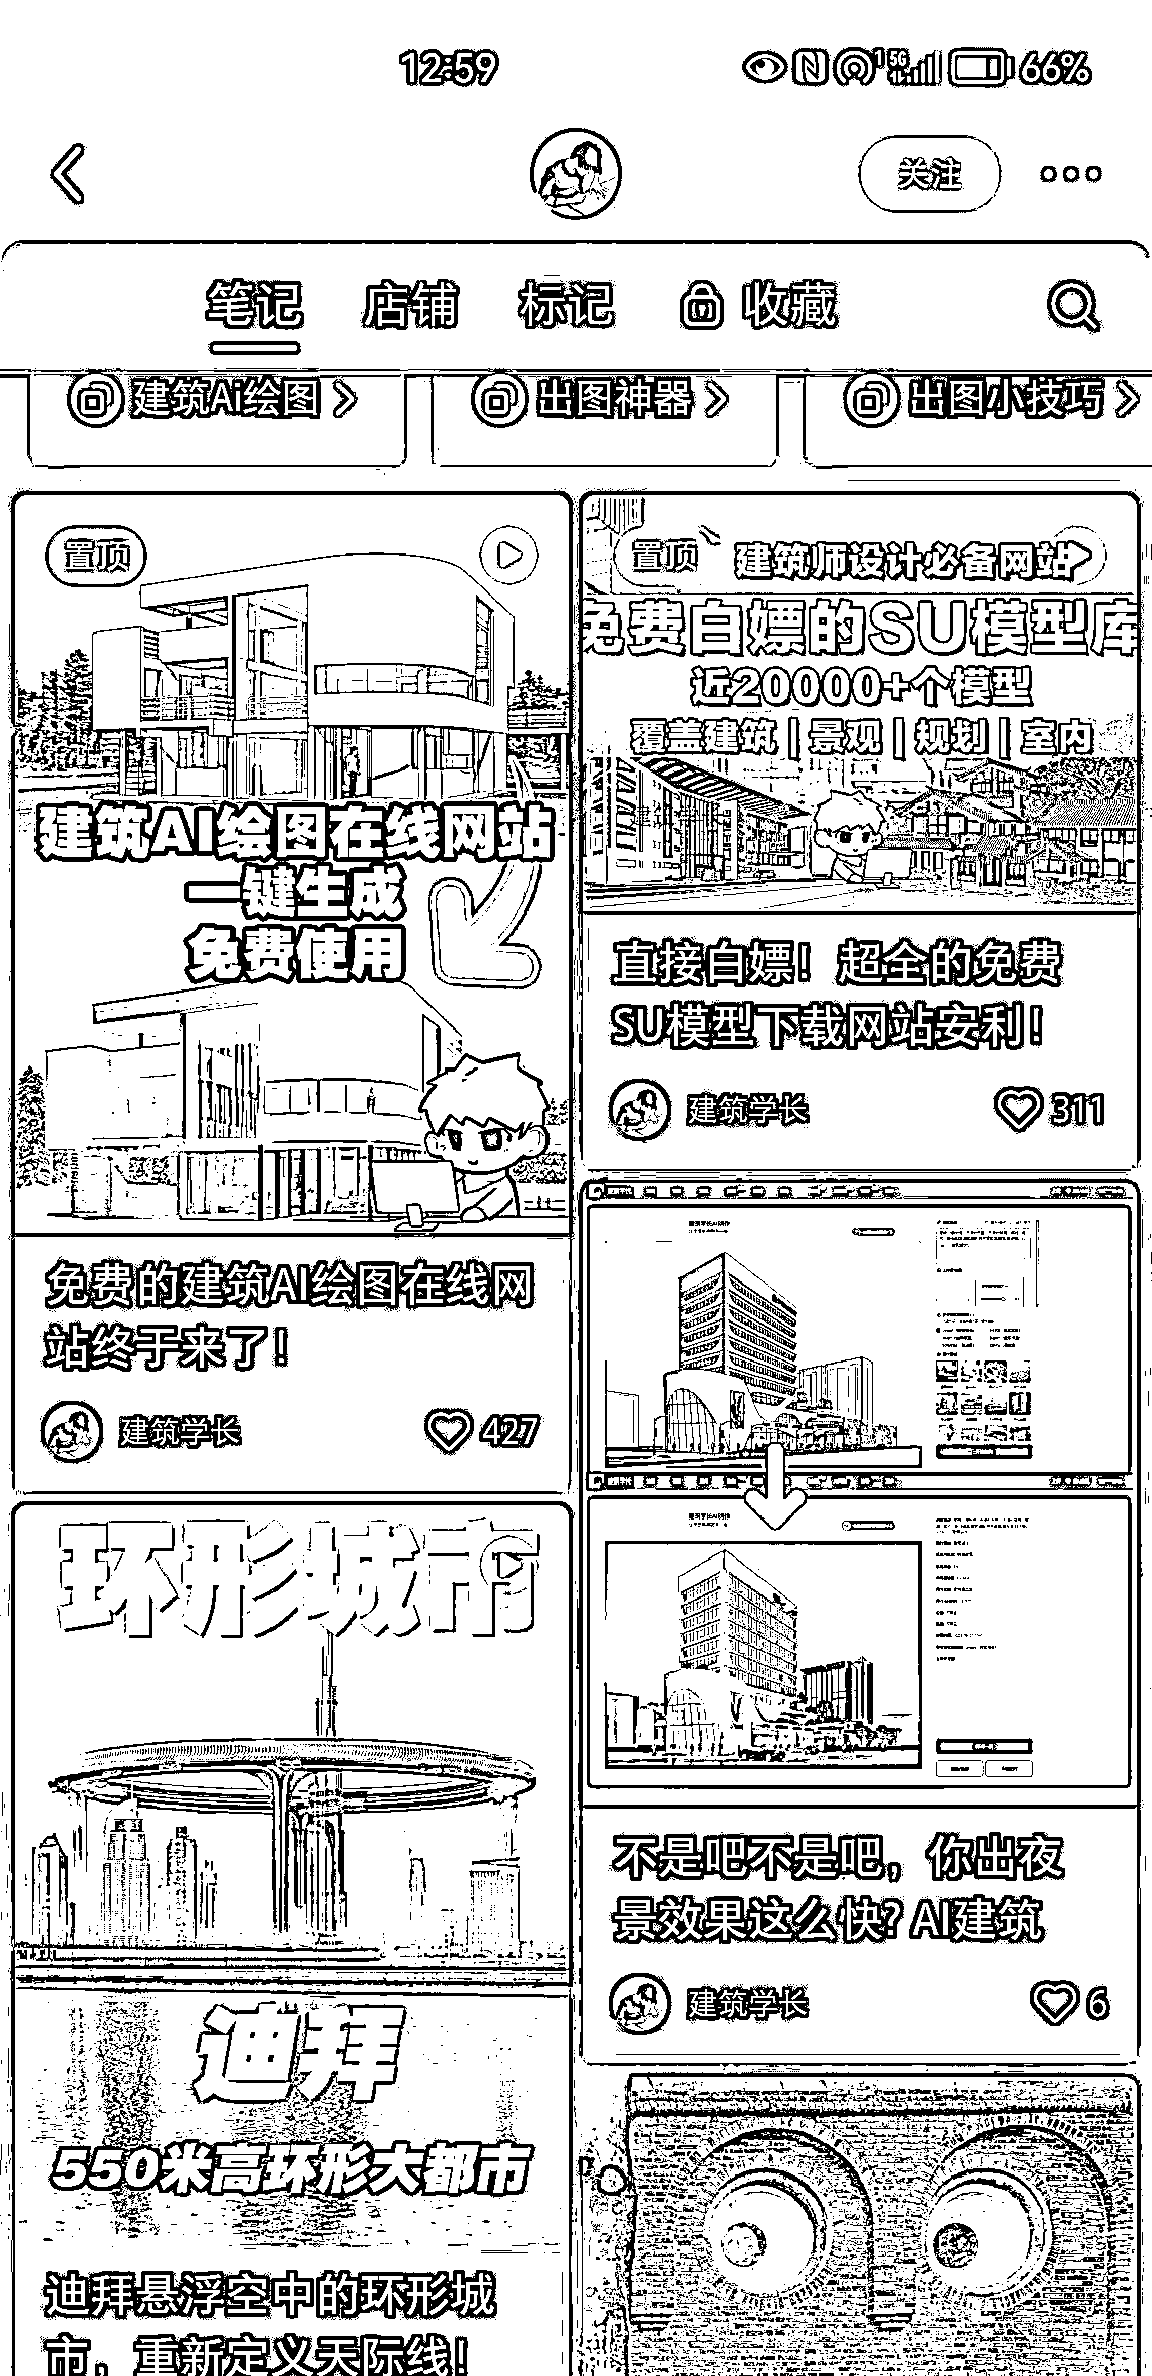 12:59
5G
66%
关注
笔记 店铺 标记 收藏
建筑Ai绘图
出图神器
出图小技巧
置顶
建筑AI绘图在线网站
一键生成
免费使用
免费的建筑AI绘图在线网
站终于来了!
建筑学长
427
置顶
建筑师设计必备网站
免费白嫖的SU模型库
近20000+个模型
覆盖建筑 | 景观 | 规划 | 室内
直接白嫖!超全的免费
SU模型下载网站安利!
建筑学长
311
不是吧不是吧,你出夜
景效果这么快? AI建筑
建筑学长
6
环形城市
迪拜
550米高环形大都市
迪拜悬浮空中的环形城
市,重新定义天际线!